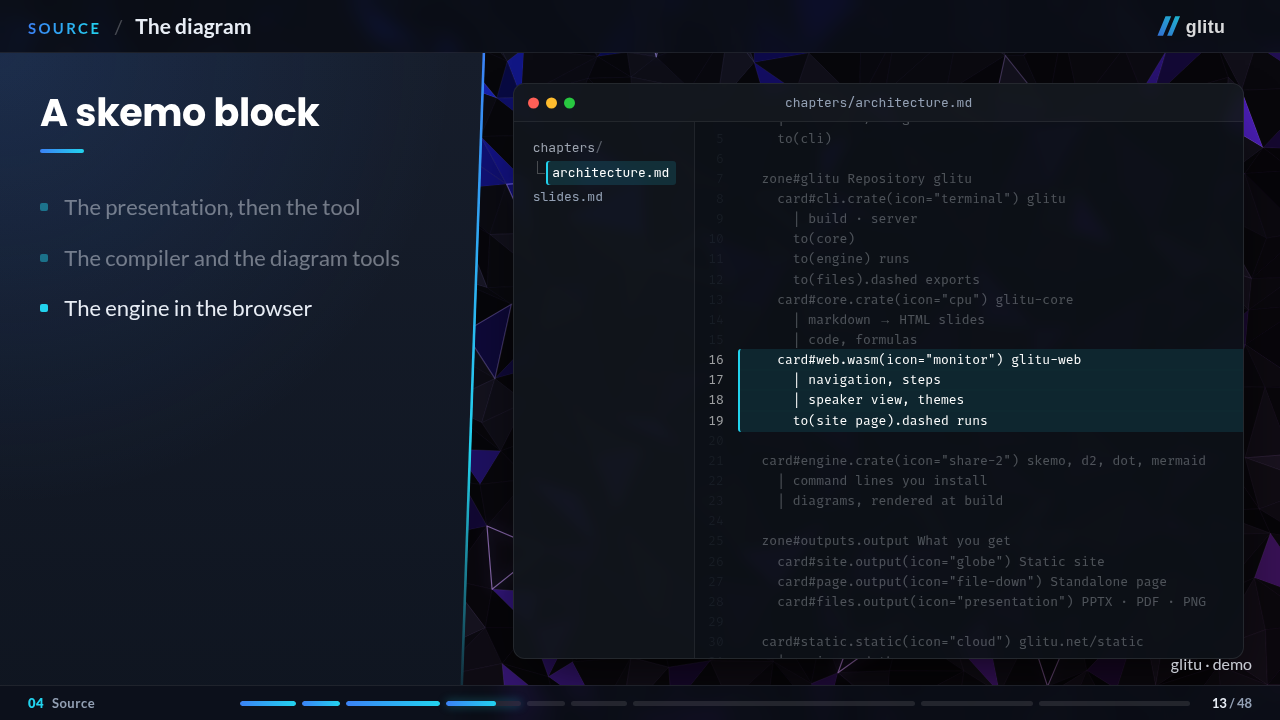 SOURCE / The diagram
glitu
A skemo block
The presentation, then the tool
The compiler and the diagram tools
The engine in the browser
chapters/architecture.md
chapters/
architecture.md
slides.md
5 to(cli)
6
7 zone#glitu Repository glitu
8 card#cli.crate(icon="terminal") glitu
9 | build · server
10 to(core)
11 to(engine) runs
12 to(files).dashed exports
13 card#core.crate(icon="cpu") glitu-core
14 | markdown → HTML slides
15 | code, formulas
16 card#web.wasm(icon="monitor") glitu-web
17 | navigation, steps
18 | speaker view, themes
19 to(site page).dashed runs
20
21 card#engine.crate(icon="share-2") skemo, d2, dot, mermaid
22 | command lines you install
23 | diagrams, rendered at build
24
25 zone#outputs.output What you get
26 card#site.output(icon="globe") Static site
27 card#page.output(icon="file-down") Standalone page
28 card#files.output(icon="presentation") PPTX · PDF · PNG
29
30 card#static.static(icon="cloud") glitu.net/static
glitu · demo
04 Source
13 / 48